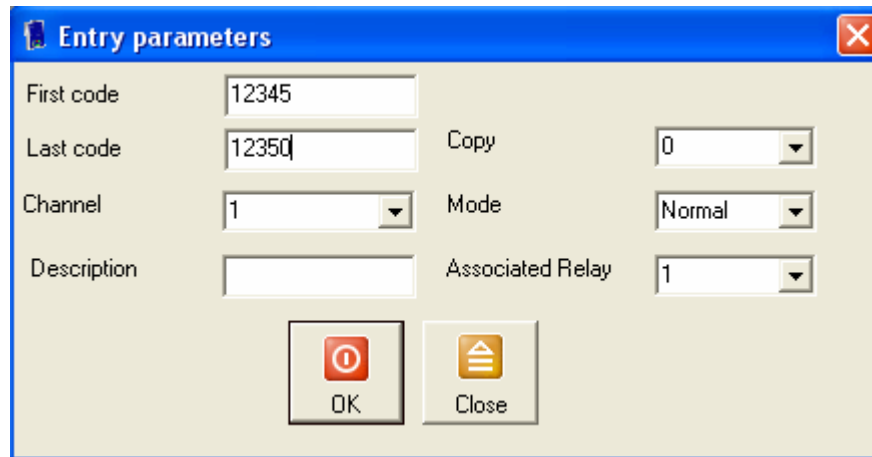 Entry parameters
First code 12345
Last code 12350 Copy 0
Channel 1 Mode Normal
Description Associated Relay 1
OK Close